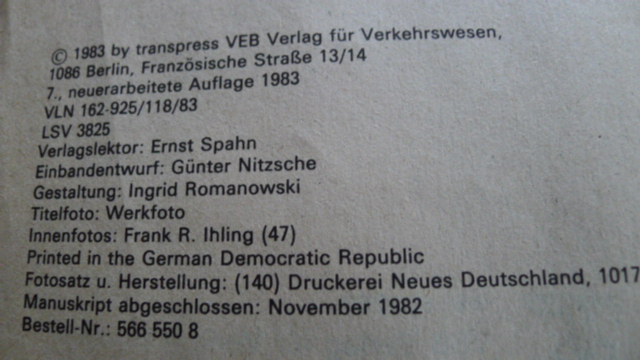 © 1983 by transpress VEB Verlag für Verkehrswesen,
1086 Berlin, Französische Straße 13/14
7., neuerarbeitete Auflage 1983
VLN 162-925/118/83
LSV 3825
Verlagslektor: Ernst Spahn
Einbandentwurf: Günter Nitzsche
Gestaltung: Ingrid Romanowski
Titelfoto: Werkfoto
Innenfotos: Frank R. Ihling (47)
Printed in the German Democratic Republic
Fotosatz u. Herstellung: (140) Druckerei Neues Deutschland, 1017
Manuskript abgeschlossen: November 1982
Bestell-Nr.: 566 550 8